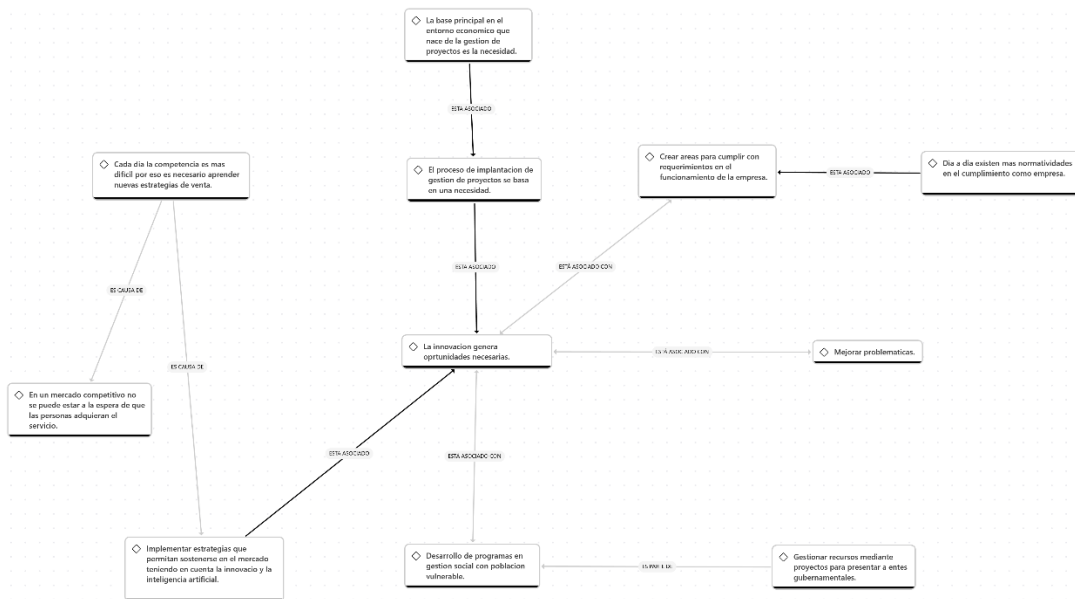 La base principal en el
entorno economico que
nace de la gestion de
proyectos es la necesidad.
ESTA ASOCIADO
Cada dia la competencia es mas
dificil por eso es necesario aprender
nuevas estrategias de venta.
El proceso de implantacion de
gestion de proyectos se basa
en una necesidad.
Crear areas para cumplir con
requerimientos en el
funcionamiento de la empresa.
ESTA ASOCIADO
Dia a dia existen mas normatividades
en el cumplimiento como empresa.
ES CAUSA DE
ESTA ASOCIADO
ESTÁ ASOCIADO CON
La innovacion genera
oprtunidades necesarias.
ESTÁ ASOCIADO CON
Mejorar problematicas.
ES CAUSA DE
En un mercado competitivo no
se puede estar a la espera de que
las personas adquieran el
servicio.
ESTA ASOCIADO
ESTA ASOCIADO CON
Implementar estrategias que
permitan sostenerse en el mercado
teniendo en cuenta la innovacio y la
inteligencia artificial.
Desarrollo de programas en
gestion social con poblacion
vulnerable.
ES PARTE DE
Gestionar recursos mediante
proyectos para presentar a entes
gubernamentales.